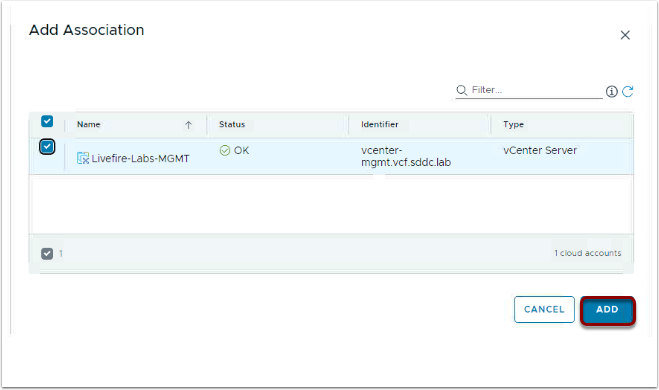 Add Association
Filter...
Name Status Identifier Type
Livefire-Labs-MGMT OK vcenter-mgmt.vcf.sddc.lab vCenter Server
1 1 cloud accounts
CANCEL ADD